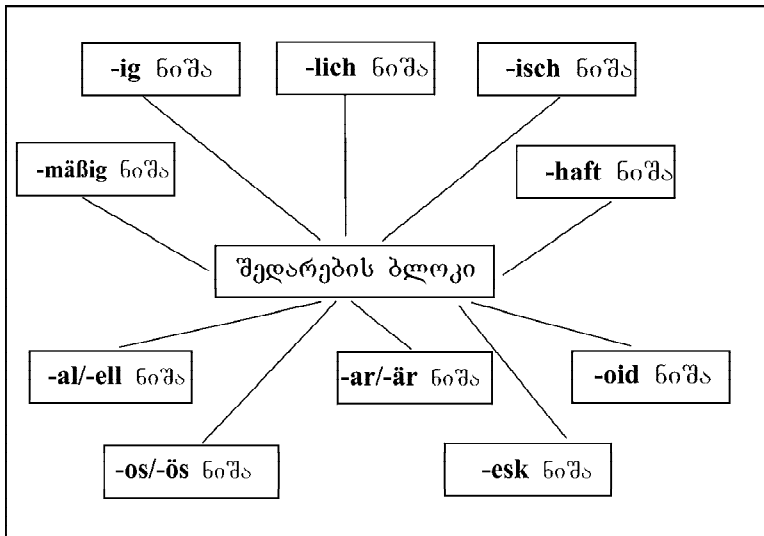 -ig ნიშა
-lich ნიშა
-isch ნიშა
-mäßig ნიშა
-haft ნიშა
შედარების ბლოკი
-al/-ell ნიშა
-ar/-är ნიშა
-oid ნიშა
-os/-ös ნიშა
-esk ნიშა